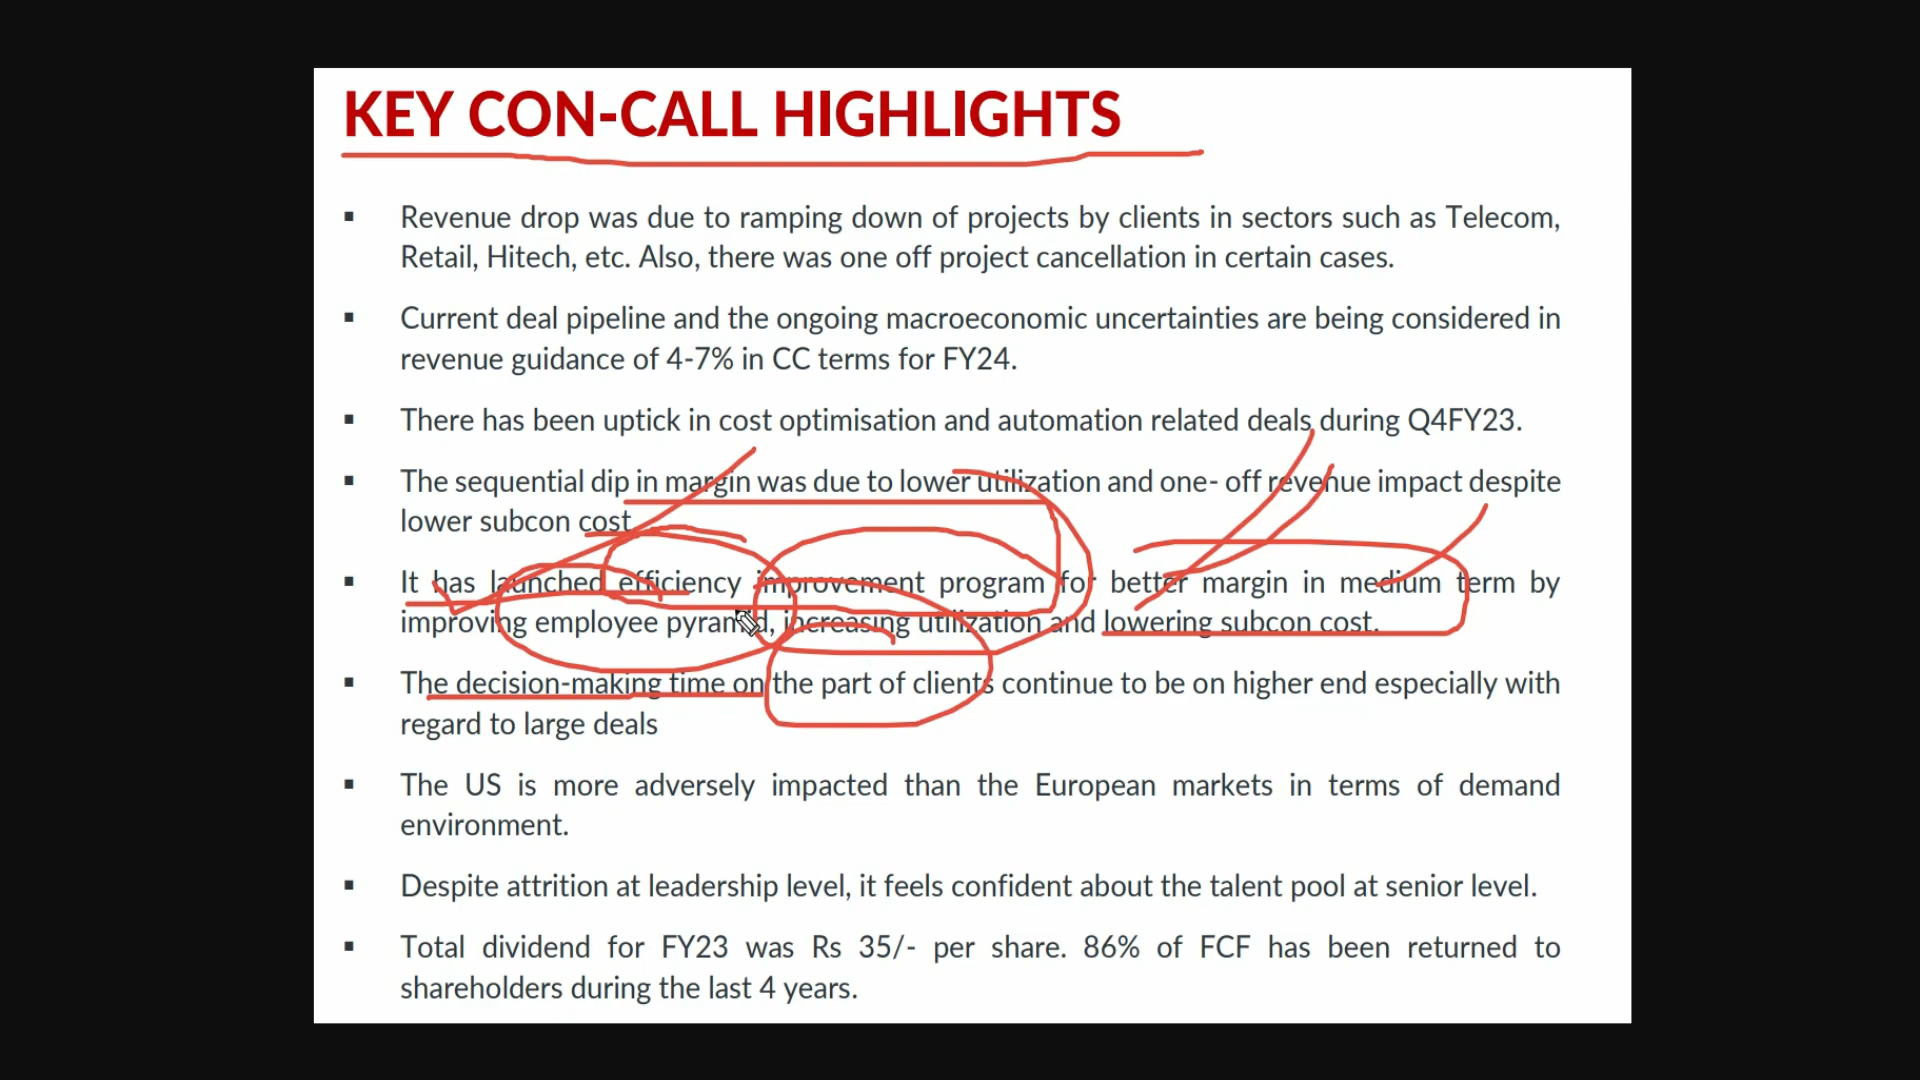 KEY CON-CALL HIGHLIGHTS
▪ Revenue drop was due to ramping down of projects by clients in sectors such as Telecom,
Retail, Hitech, etc. Also, there was one off project cancellation in certain cases.
▪ Current deal pipeline and the ongoing macroeconomic uncertainties are being considered in
revenue guidance of 4-7% in CC terms for FY24.
▪ There has been uptick in cost optimisation and automation related deals during Q4FY23.
▪ The sequential dip in margin was due to lower utilization and one- off revenue impact despite
lower subcon cost
▪ It has launched efficiency improvement program for better margin in medium term by
improving employee pyramid, increasing utilization and lowering subcon cost.
▪ The decision-making time on the part of clients continue to be on higher end especially with
regard to large deals
▪ The US is more adversely impacted than the European markets in terms of demand
environment.
▪ Despite attrition at leadership level, it feels confident about the talent pool at senior level.
▪ Total dividend for FY23 was Rs 35/- per share. 86% of FCF has been returned to
shareholders during the last 4 years.